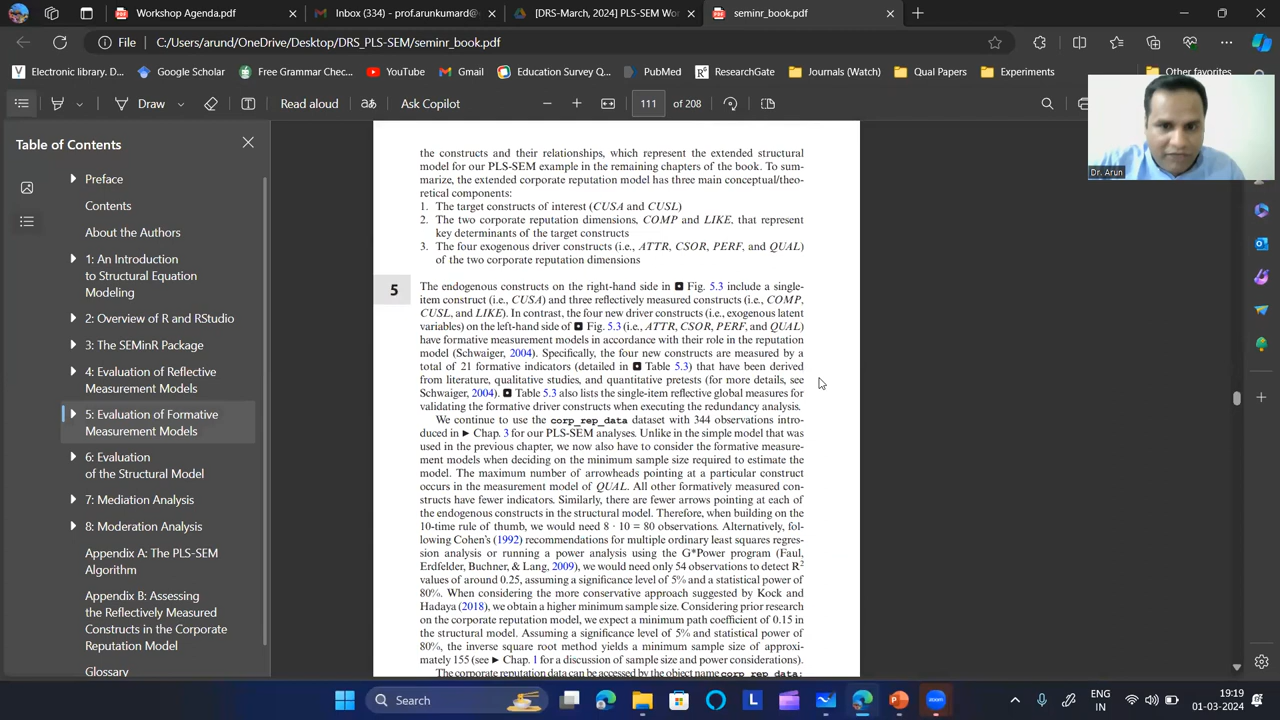 Workshop Agenda.pdf
Inbox (334) - prof.arunkumard@
[DRS-March, 2024] PLS-SEM Wo
seminr_book.pdf
File
C:/Users/arund/OneDrive/Desktop/DRS_PLS-SEM/seminr_book.pdf
Electronic library. D...
Google Scholar
Free Grammar Chec...
YouTube
Gmail
Education Survey Q...
PubMed
ResearchGate
Journals (Watch)
Qual Papers
Experiments
Other favorites
Draw
Read aloud
Ask Copilot
111
of 208
Dr. Arun
Table of Contents
Preface
Contents
About the Authors
1: An Introduction
to Structural Equation
Modeling
2: Overview of R and RStudio
3: The SEMinR Package
4: Evaluation of Reflective
Measurement Models
5: Evaluation of Formative
Measurement Models
6: Evaluation
of the Structural Model
7: Mediation Analysis
8: Moderation Analysis
Appendix A: The PLS-SEM
Algorithm
Appendix B: Assessing
the Reflectively Measured
Constructs in the Corporate
Reputation Model
Glossary
the constructs and their relationships, which represent the extended structural
model for our PLS-SEM example in the remaining chapters of the book. To sum-
marize, the extended corporate reputation model has three main conceptual/theo-
retical components:
1. The target constructs of interest (CUSA and CUSL)
2. The two corporate reputation dimensions, COMP and LIKE, that represent
key determinants of the target constructs
3. The four exogenous driver constructs (i.e., ATTR, CSOR, PERF, and QUAL)
of the two corporate reputation dimensions
5
The endogenous constructs on the right-hand side in Fig. 5.3 include a single-
item construct (i.e., CUSA) and three reflectively measured constructs (i.e., COMP,
CUSL, and LIKE). In contrast, the four new driver constructs (i.e., exogenous latent
variables) on the left-hand side of Fig. 5.3 (i.e., ATTR, CSOR, PERF, and QUAL)
have formative measurement models in accordance with their role in the reputation
model (Schwaiger, 2004). Specifically, the four new constructs are measured by a
total of 21 formative indicators (detailed in Table 5.3) that have been derived
from literature, qualitative studies, and quantitative pretests (for more details, see
Schwaiger, 2004). Table 5.3 also lists the single-item reflective global measures for
validating the formative driver constructs when executing the redundancy analysis.
We continue to use the corp_rep_data dataset with 344 observations intro-
duced in ► Chap. 3 for our PLS-SEM analyses. Unlike in the simple model that was
used in the previous chapter, we now also have to consider the formative measure-
ment models when deciding on the minimum sample size required to estimate the
model. The maximum number of arrowheads pointing at a particular construct
occurs in the measurement model of QUAL. All other formatively measured con-
structs have fewer indicators. Similarly, there are fewer arrows pointing at each of
the endogenous constructs in the structural model. Therefore, when building on the
10-time rule of thumb, we would need 8 · 10 = 80 observations. Alternatively, fol-
lowing Cohen's (1992) recommendations for multiple ordinary least squares regres-
sion analysis or running a power analysis using the G*Power program (Faul,
Erdfelder, Buchner, & Lang, 2009), we would need only 54 observations to detect R²
values of around 0.25, assuming a significance level of 5% and a statistical power of
80%. When considering the more conservative approach suggested by Kock and
Hadaya (2018), we obtain a higher minimum sample size. Considering prior research
on the corporate reputation model, we expect a minimum path coefficient of 0.15 in
the structural model. Assuming a significance level of 5% and statistical power of
80%, the inverse square root method yields a minimum sample size of approxi-
mately 155 (see ► Chap. 1 for a discussion of sample size and power considerations).
The corporate reputation data can be accessed by the object name corp_rep_data:
Search
ENG
IN
19:19
01-03-2024